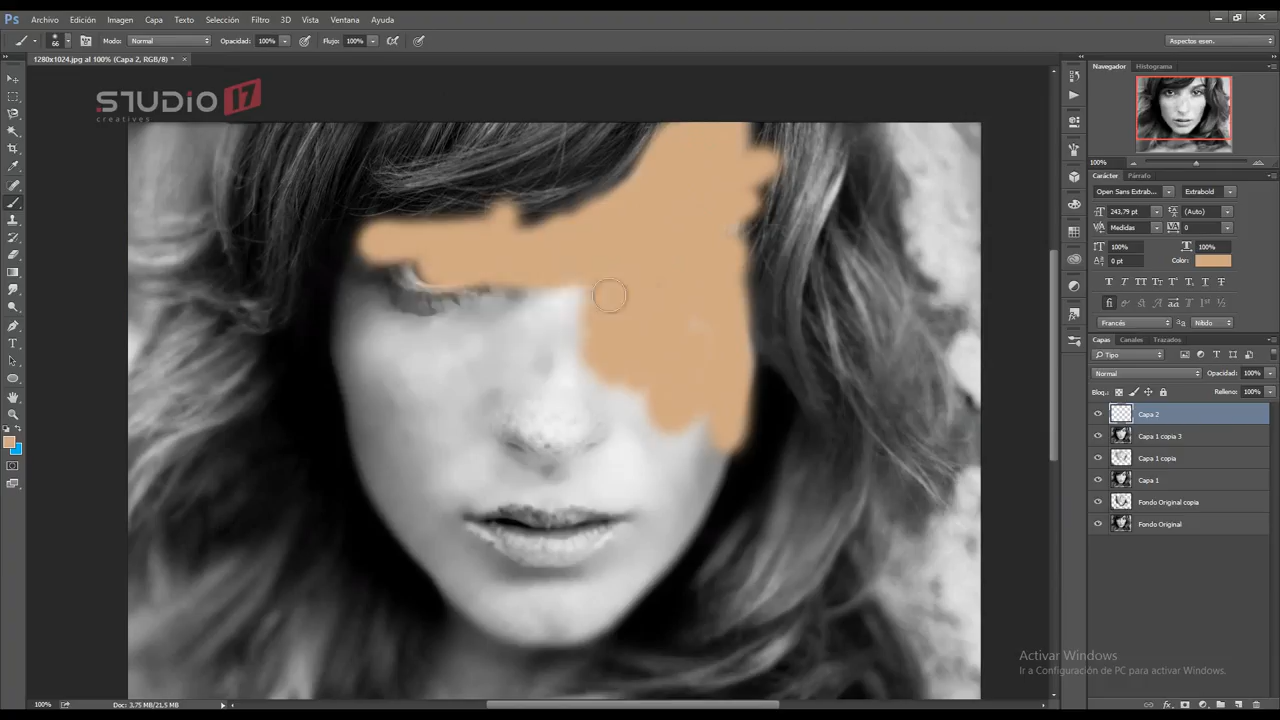 Ps Archivo Edición Imagen Capa Texto Selección Filtro 3D Vista Ventana Ayuda
66 Modo: Normal Opacidad: 100% Flujo: 100% Aspectos esen.
1280x1024.jpg al 100% (Capa 2, RGB/8) * ×
.STUDIO 17
creatives
Navegador Histograma
100%
Carácter Párrafo
Open Sans Extrab... Extrabold
243,79 pt (Auto)
Medidas 0
100% 100%
0 pt Color:
Francés Nítido
Capas Canales Trazados
Tipo
Normal Opacidad: 100%
Bloq.: Relleno: 100%
Capa 2
Capa 1 copia 3
Capa 1 copia
Capa 1
Fondo Original copia
Fondo Original
Activar Windows
Ir a Configuración de PC para activar Windows.
100% Doc: 3,75 MB/21,5 MB